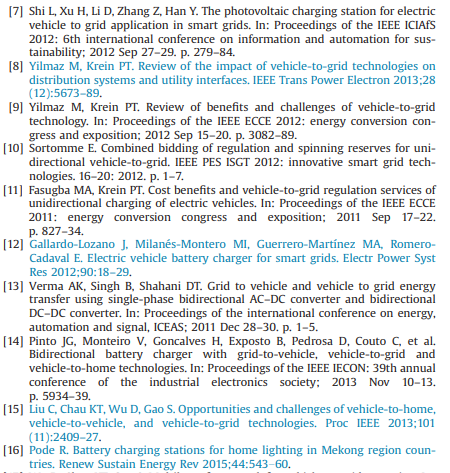 [7] Shi L, Xu H, Li D, Zhang Z, Han Y. The photovoltaic charging station for electric
vehicle to grid application in smart grids. In: Proceedings of the IEEE ICIAfS
2012: 6th international conference on information and automation for sus-
tainability; 2012 Sep 27–29. p. 279–84.
[8] Yilmaz M, Krein PT. Review of the impact of vehicle-to-grid technologies on
distribution systems and utility interfaces. IEEE Trans Power Electron 2013;28
(12):5673–89.
[9] Yilmaz M, Krein PT. Review of benefits and challenges of vehicle-to-grid
technology. In: Proceedings of the IEEE ECCE 2012: energy conversion con-
gress and exposition; 2012 Sep 15–20. p. 3082–89.
[10] Sortomme E. Combined bidding of regulation and spinning reserves for uni-
directional vehicle-to-grid. IEEE PES ISGT 2012: innovative smart grid tech-
nologies. 16–20: 2012. p. 1–7.
[11] Fasugba MA, Krein PT. Cost benefits and vehicle-to-grid regulation services of
unidirectional charging of electric vehicles. In: Proceedings of the IEEE ECCE
2011: energy conversion congress and exposition; 2011 Sep 17–22.
p. 827–34.
[12] Gallardo-Lozano J, Milanés-Montero MI, Guerrero-Martínez MA, Romero-
Cadaval E. Electric vehicle battery charger for smart grids. Electr Power Syst
Res 2012;90:18–29.
[13] Verma AK, Singh B, Shahani DT. Grid to vehicle and vehicle to grid energy
transfer using single-phase bidirectional AC–DC converter and bidirectional
DC–DC converter. In: Proceedings of the international conference on energy,
automation and signal, ICEAS; 2011 Dec 28–30. p. 1–5.
[14] Pinto JG, Monteiro V, Goncalves H, Exposto B, Pedrosa D, Couto C, et al.
Bidirectional battery charger with grid-to-vehicle, vehicle-to-grid and
vehicle-to-home technologies. In: Proceedings of the IEEE IECON: 39th annual
conference of the industrial electronics society; 2013 Nov 10–13.
p. 5934–39.
[15] Liu C, Chau KT, Wu D, Gao S. Opportunities and challenges of vehicle-to-home,
vehicle-to-vehicle, and vehicle-to-grid technologies. Proc IEEE 2013;101
(11):2409–27.
[16] Pode R. Battery charging stations for home lighting in Mekong region coun-
tries. Renew Sustain Energy Rev 2015;44:543–60.